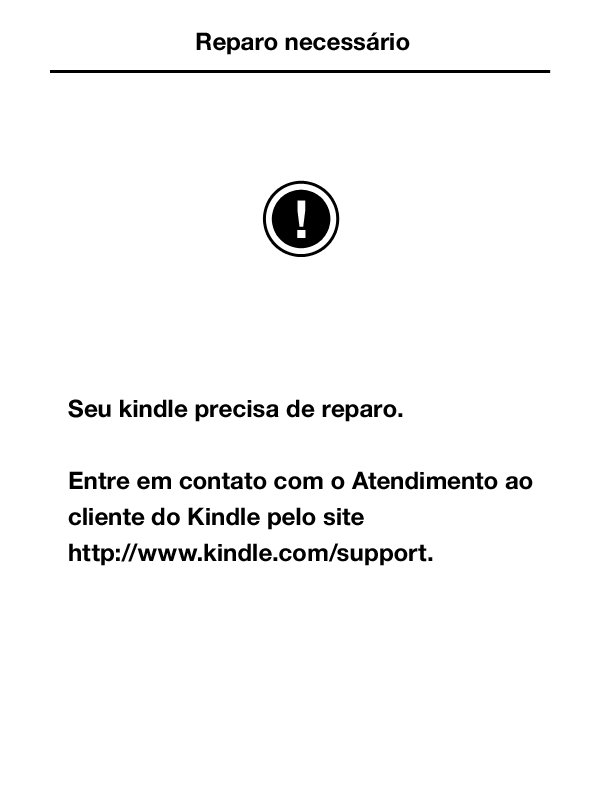 Reparo necessário
!
Seu kindle precisa de reparo.
Entre em contato com o Atendimento ao
cliente do Kindle pelo site
http://www.kindle.com/support.